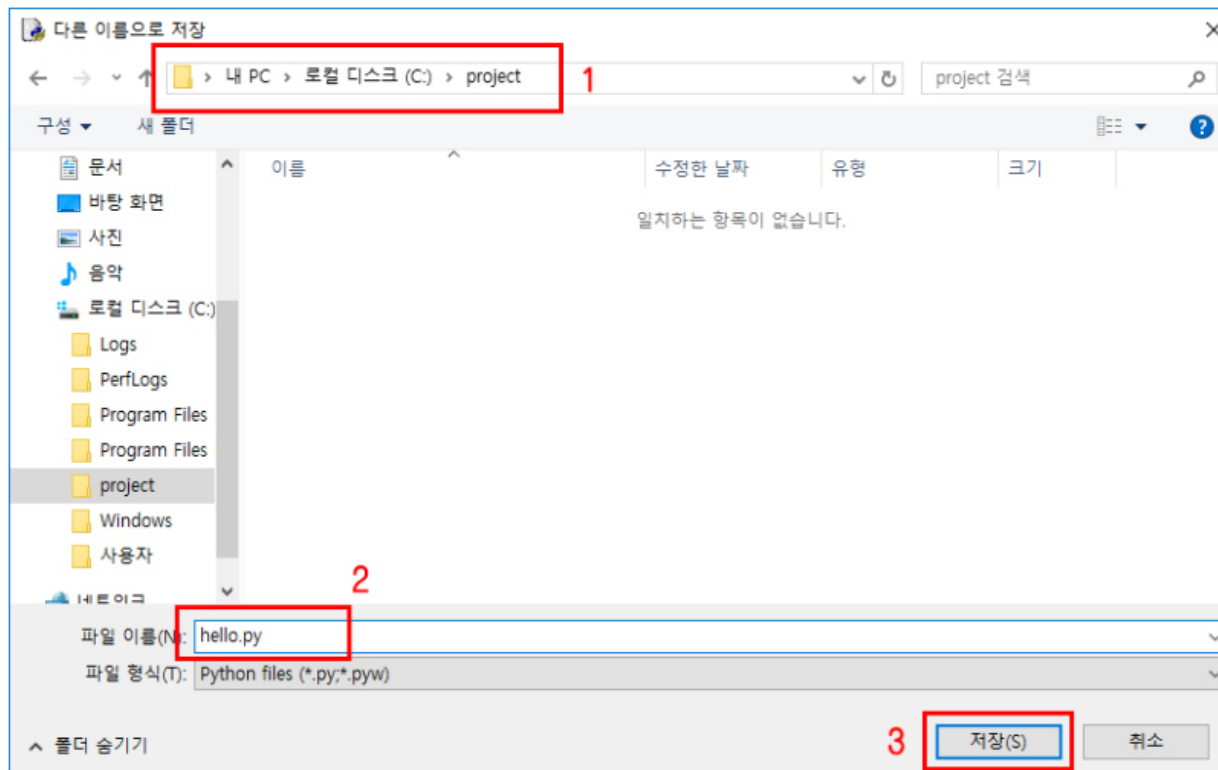 다른 이름으로 저장
내 PC › 로컬 디스크 (C:) › project
1
project 검색
구성
새 폴더
?
이름
수정한 날짜
유형
크기
일치하는 항목이 없습니다.
문서
바탕 화면
사진
음악
로컬 디스크 (C:)
Logs
PerfLogs
Program Files
Program Files
project
Windows
사용자
2
파일 이름(N): hello.py
파일 형식(T): Python files (*.py;*.pyw)
폴더 숨기기
3
저장(S)
취소